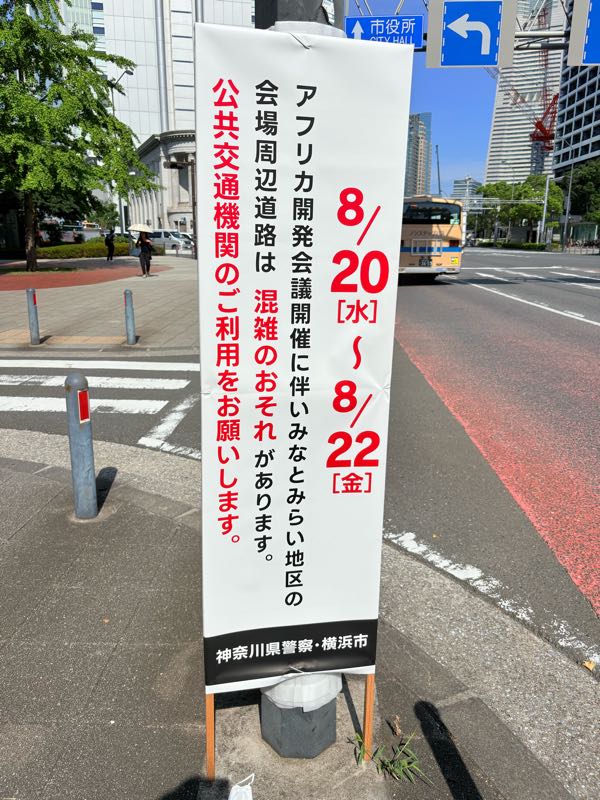 市役所
CITY HALL
8/20[水]～8/22[金]
アフリカ開発会議開催に伴いみなとみらい地区の
会場周辺道路は 混雑のおそれ があります。
公共交通機関のご利用をお願いします。
神奈川県警察・横浜市